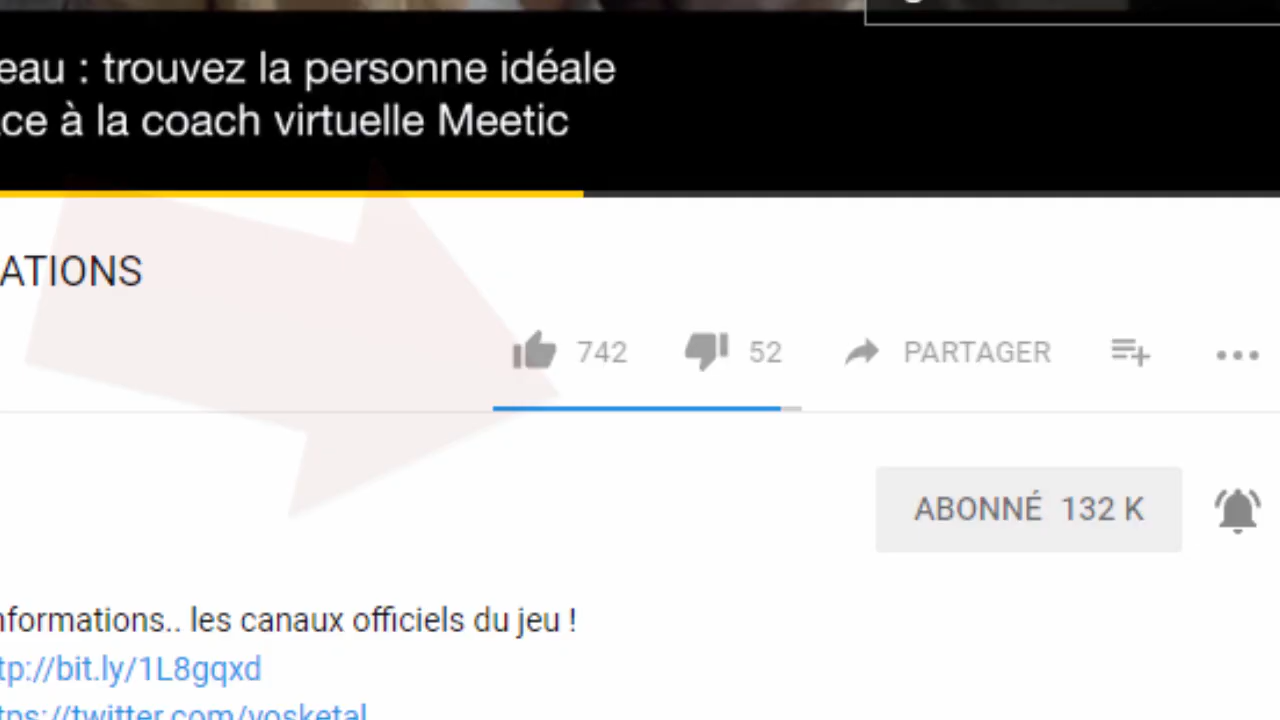 eau : trouvez la personne idéale
ce à la coach virtuelle Meetic
ATIONS
742 52 PARTAGER
ABONNÉ 132 K
nformations.. les canaux officiels du jeu !
tp://bit.ly/1L8gqxd
tps://twitter.com/yosketal